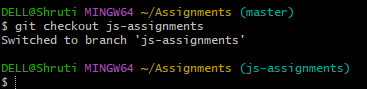 DELL@Shruti MINGW64 ~/Assignments (master)
$ git checkout js-assignments
Switched to branch 'js-assignments'
DELL@Shruti MINGW64 ~/Assignments (js-assignments)
$